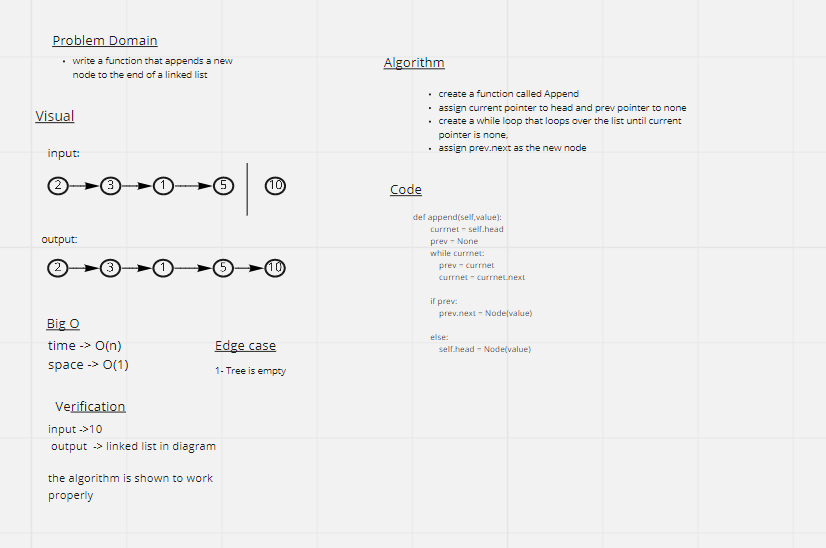 Problem Domain
• write a function that appends a new
node to the end of a linked list
Visual
input:
2 3 1 5 10
output:
2 3 1 5 10
Big O
time -> O(n)
space -> O(1)
Edge case
1- Tree is empty
Verification
input ->10
output -> linked list in diagram
the algorithm is shown to work
properly
Algorithm
• create a function called Append
• assign current pointer to head and prev pointer to none
• create a while loop that loops over the list until current
pointer is none,
• assign prev.next as the new node
Code
def append(self,value):
currnet = self.head
prev = None
while currnet:
prev = currnet
currnet = currnet.next
if prev:
prev.next = Node(value)
else:
self.head = Node(value)